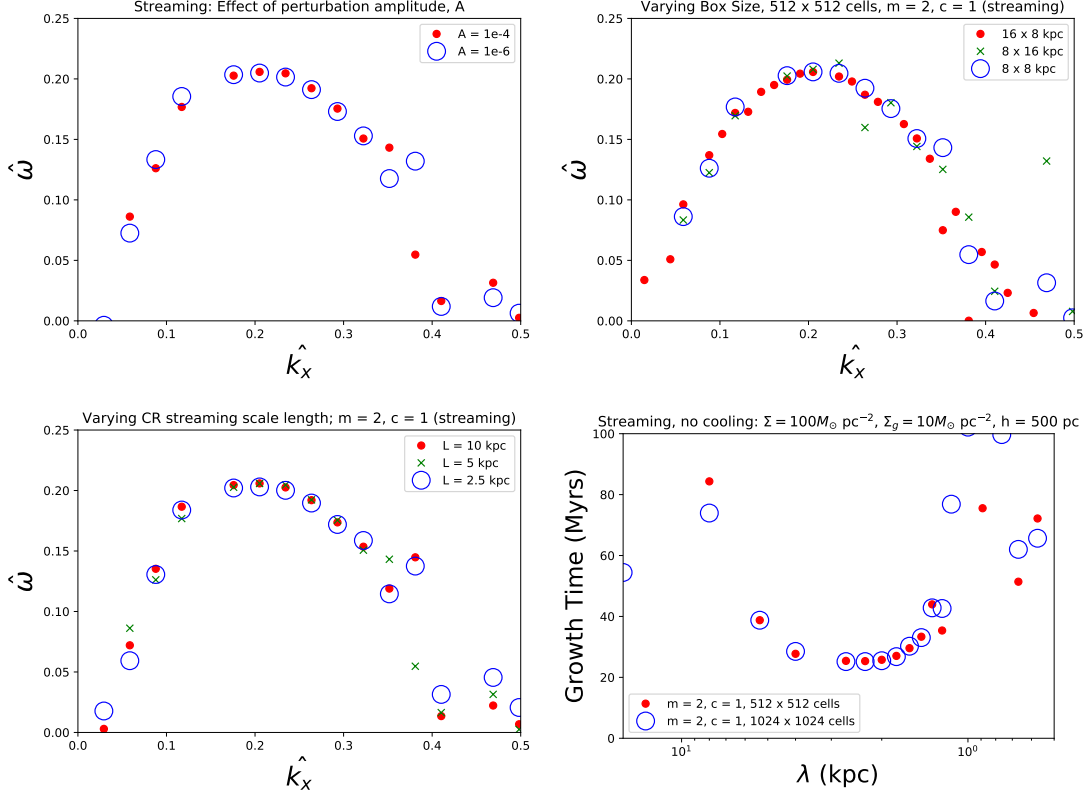 Streaming: Effect of perturbation amplitude, A
A = 1e-4
A = 1e-6
0.25
0.20
0.15
0.10
0.05
0.00
0.0 0.1 0.2 0.3 0.4 0.5
ω̂
k̂ₓ
Varying Box Size, 512 x 512 cells, m = 2, c = 1 (streaming)
16 x 8 kpc
8 x 16 kpc
8 x 8 kpc
0.25
0.20
0.15
0.10
0.05
0.00
0.0 0.1 0.2 0.3 0.4 0.5
ω̂
k̂ₓ
Varying CR streaming scale length; m = 2, c = 1 (streaming)
L = 10 kpc
L = 5 kpc
L = 2.5 kpc
0.25
0.20
0.15
0.10
0.05
0.00
0.0 0.1 0.2 0.3 0.4 0.5
ω̂
k̂ₓ
Streaming, no cooling: Σ = 100M⊙ pc⁻², Σg = 10M⊙ pc⁻², h = 500 pc
100
80
60
40
20
0
Growth Time (Myrs)
m = 2, c = 1, 512 x 512 cells
m = 2, c = 1, 1024 x 1024 cells
10¹ 10⁰
λ (kpc)